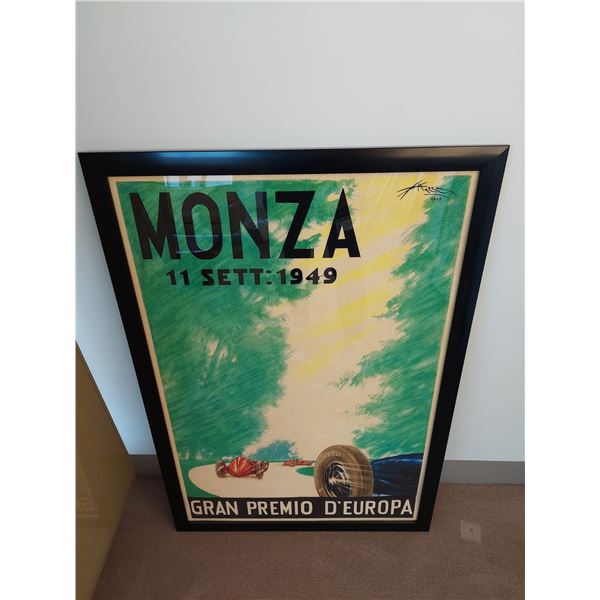 MONZA
11 SETT: 1949
GRAN PREMIO D'EUROPA